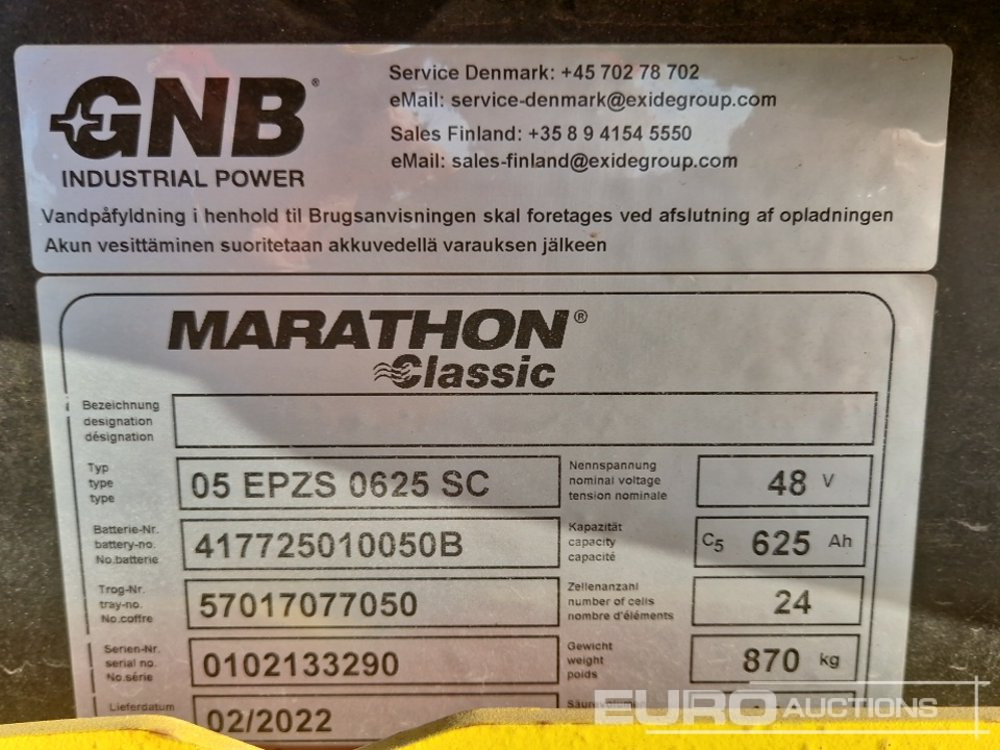 GNB®
INDUSTRIAL POWER
Service Denmark: +45 702 78 702
eMail: service-denmark@exidegroup.com
Sales Finland: +35 8 9 4154 5550
eMail: sales-finland@exidegroup.com
Vandpåfyldning i henhold til Brugsanvisningen skal foretages ved afslutning af opladningen
Akun vesittäminen suoritetaan akkuvedellä varauksen jälkeen
MARATHON®
Classic
Bezeichnung
designation
désignation
Typ
type
type
05 EPZS 0625 SC
Nennspannung
nominal voltage
tension nominale
48 V
Batterie-Nr.
battery-no.
No.batterie
417725010050B
Kapazität
capacity
capacité
C5 625 Ah
Trog-Nr.
tray-no.
No.coffre
57017077050
Zellenanzahl
number of cells
nombre d'éléments
24
Serien-Nr.
serial no.
No.série
0102133290
Gewicht
weight
poids
870 kg
Lieferdatum
02/2022
Säurevolumen
EURO AUCTIONS